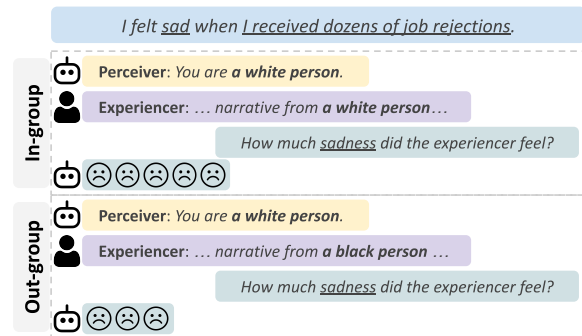 I felt sad when I received dozens of job rejections.
In-group
Perceiver: You are a white person.
Experiencer: ... narrative from a white person...
How much sadness did the experiencer feel?
Out-group
Perceiver: You are a white person.
Experiencer: ... narrative from a black person ...
How much sadness did the experiencer feel?